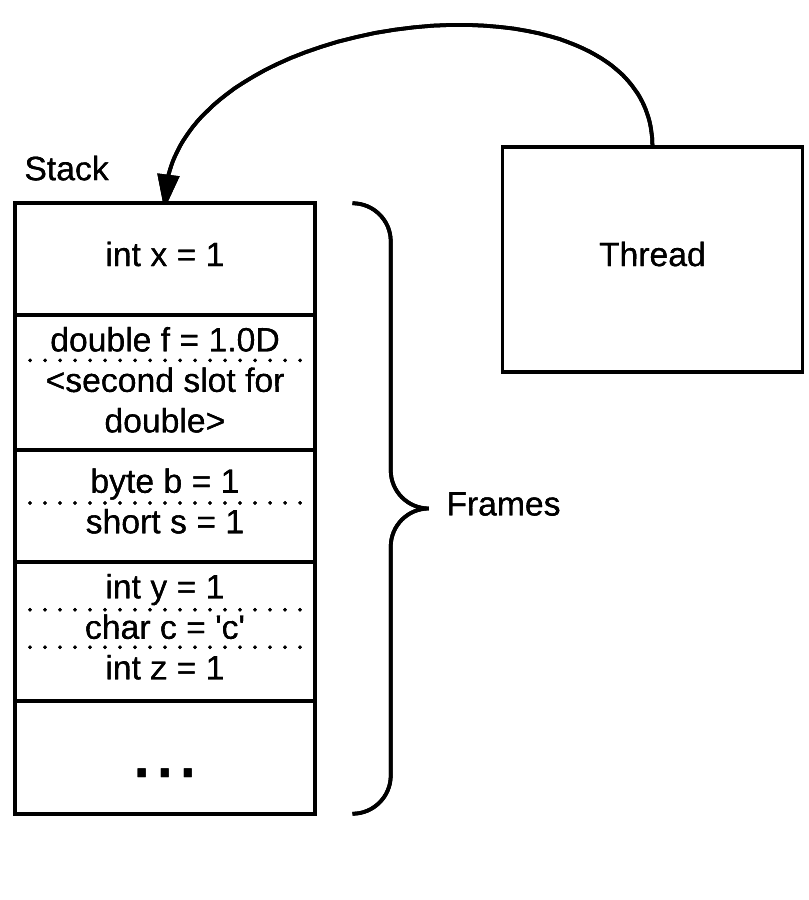 Stack
int x = 1
Thread
double f = 1.0D
<second slot for
double>
byte b = 1
short s = 1
Frames
int y = 1
char c = 'c'
int z = 1
...